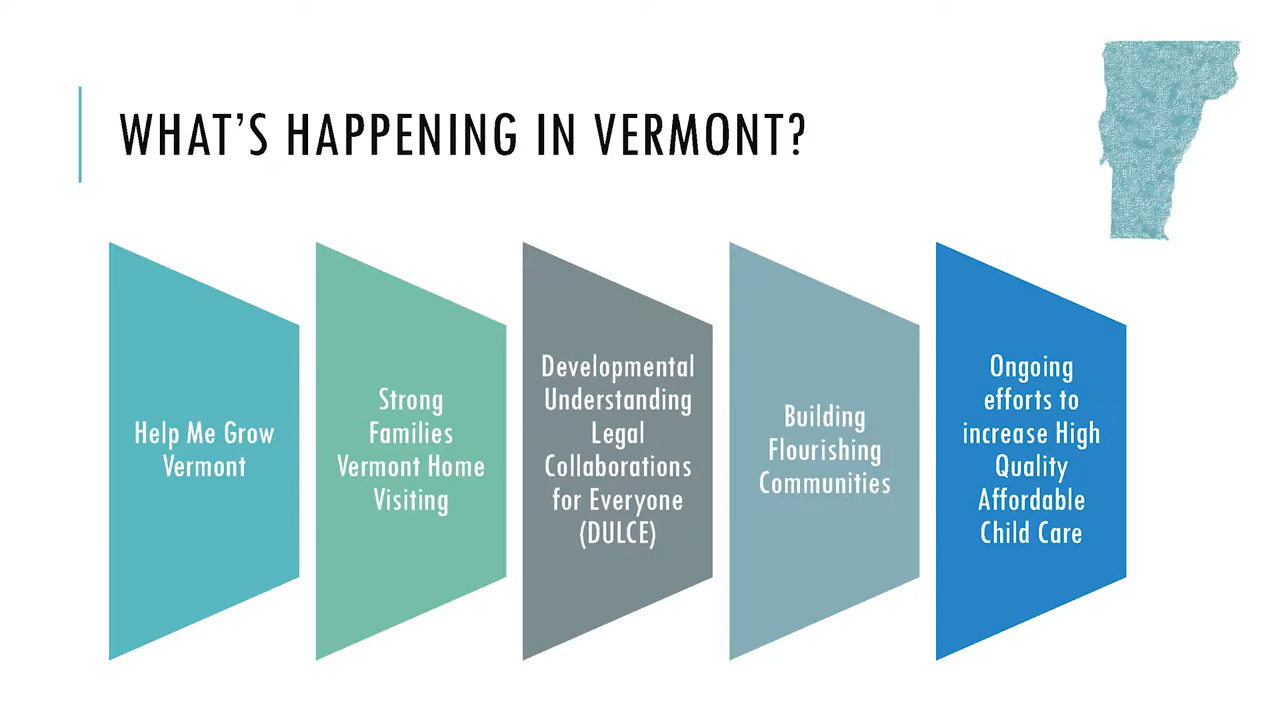 WHAT'S HAPPENING IN VERMONT?
Help Me Grow
Vermont
Strong
Families
Vermont Home
Visiting
Developmental
Understanding
Legal
Collaborations
for Everyone
(DULCE)
Building
Flourishing
Communities
Ongoing
efforts to
increase High
Quality
Affordable
Child Care